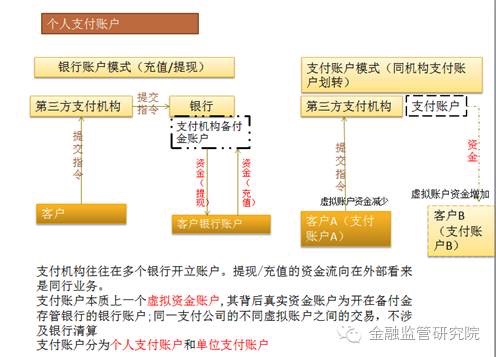 个人支付账户
银行账户模式（充值/提现）
第三方支付机构
提交
指令
银行
支付机构备付
金账户
提交指令
资金（提现）
资金（充值）
客户
客户银行账户
支付账户模式（同机构支付账
户划转）
第三方支付机构
支付账户
提交指令
资金
虚拟账户资金减少
虚拟账户资金增加
客户A（支付
账户A）
客户B
（支付
账户B）
支付机构往往在多个银行开立账户。提现/充值的资金流向在外部看来
是同行业务。
支付账户本质上一个虚拟资金账户,其背后真实资金账户为开在备付金
存管银行的银行账户;同一支付公司的不同虚拟账户之间的交易，不涉
及银行清算
支付账户分为个人支付账户和单位支付账户
金融监管研究院